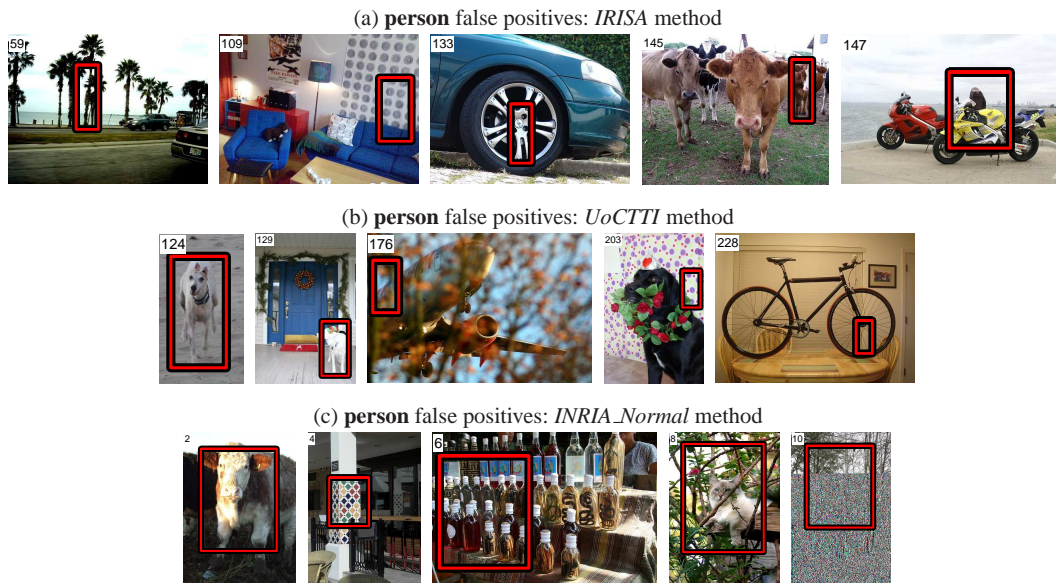 (a) person false positives: IRISA method
59 109 133 145 147
(b) person false positives: UoCTTI method
124 129 176 203 228
(c) person false positives: INRIA_Normal method
2 4 6 8 10